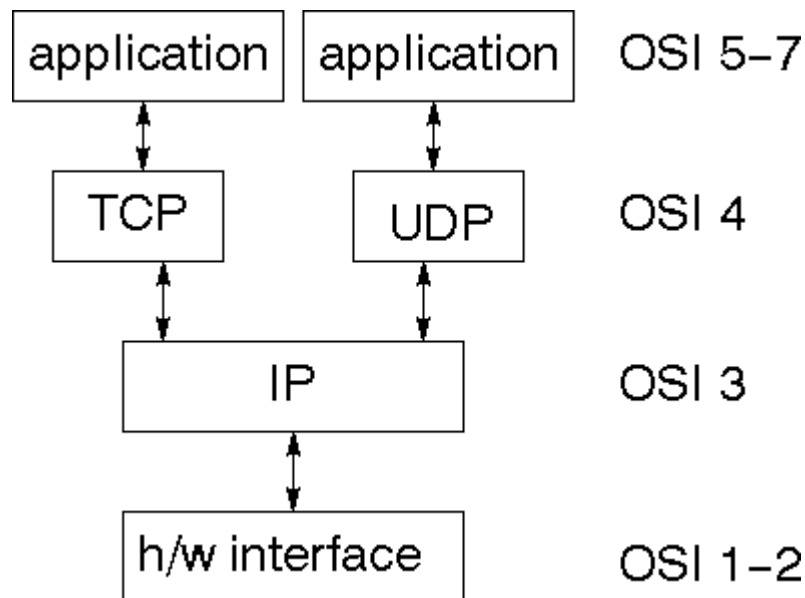 application application OSI 5-7
TCP UDP OSI 4
IP OSI 3
h/w interface OSI 1-2